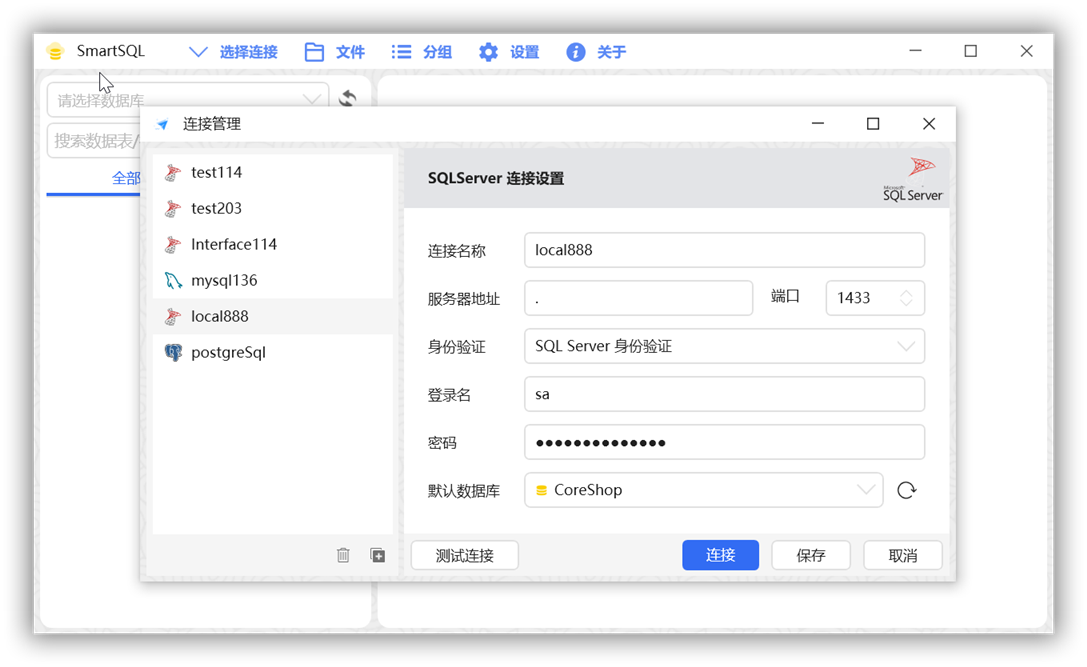 SmartSQL 选择连接 文件 分组 设置 关于
请选择数据库
搜索数据表/
全部
连接管理
test114
test203
Interface114
mysql136
local888
postgreSql
SQLServer 连接设置
Microsoft
SQL Server
连接名称 local888
服务器地址 . 端口 1433
身份验证 SQL Server 身份验证
登录名 sa
密码 ●●●●●●●●●●●●●●
默认数据库 CoreShop
测试连接 连接 保存 取消